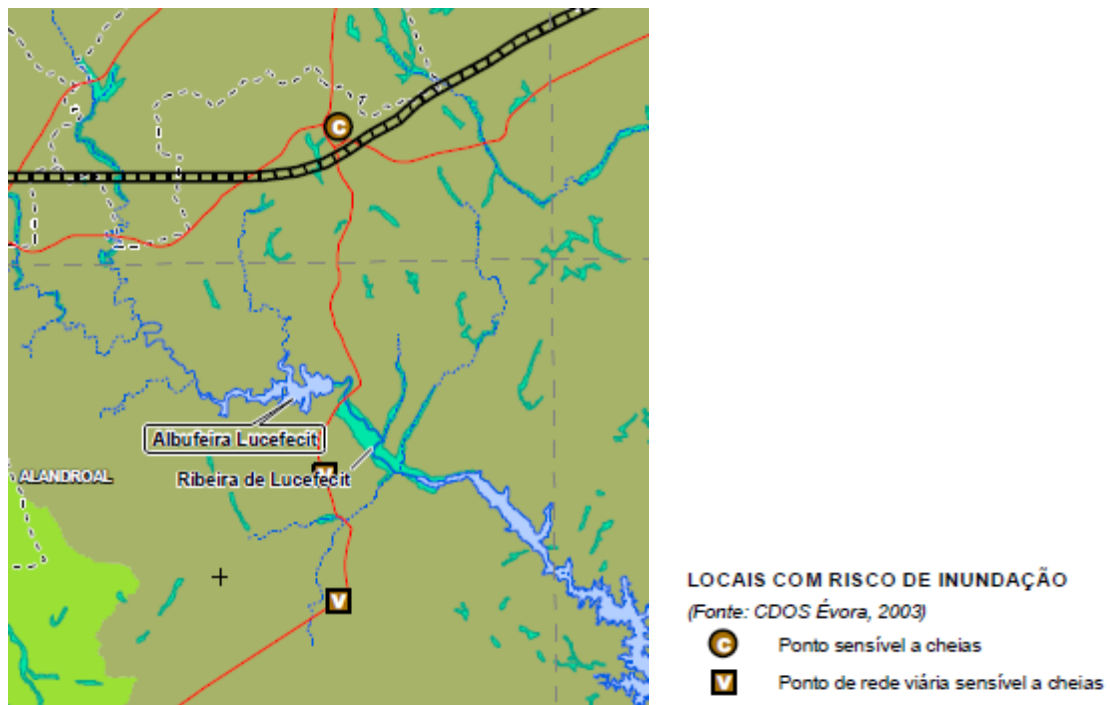 C
Albufeira Lucefecit
ALANDROAL
Ribeira de Lucefecit
V
V
LOCAIS COM RISCO DE INUNDAÇÃO
(Fonte: CDOS Évora, 2003)
C Ponto sensível a cheias
V Ponto de rede viária sensível a cheias